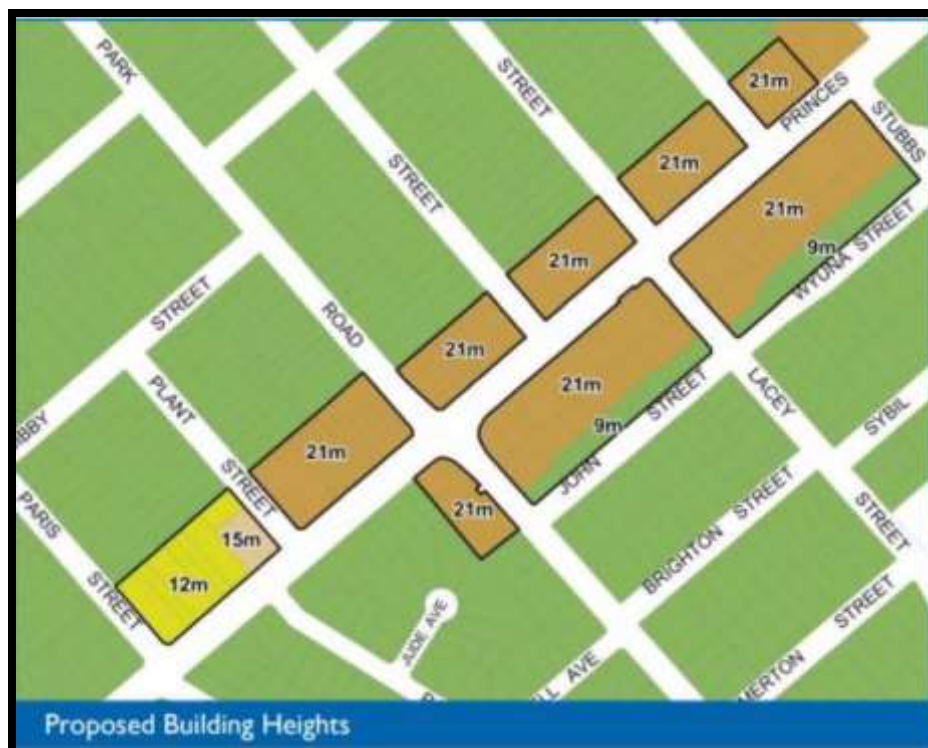 PARK
STREET
STREET
PRINCES
STUBBS
21m
21m
21m
9m
WYUNA STREET
21m
STREET
ROAD
21m
21m
9m
JOHN STREET
LACEY
STREET
SYBIL
PLANT
STREET
21m
21m
BRIGHTON STREET
PARIS
STREET
15m
12m
JUDE AVE
AVE
STREET
Proposed Building Heights